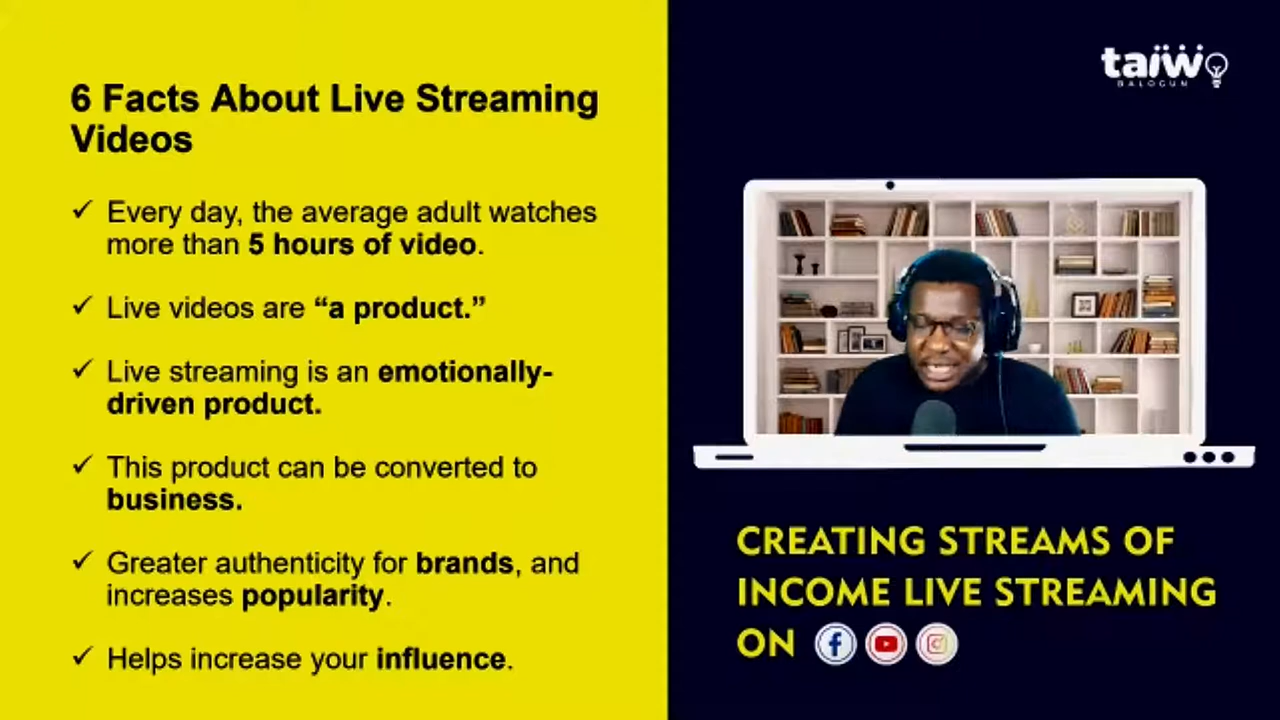 6 Facts About Live Streaming
Videos
✓ Every day, the average adult watches
more than 5 hours of video.
✓ Live videos are “a product.”
✓ Live streaming is an emotionally-
driven product.
✓ This product can be converted to
business.
✓ Greater authenticity for brands, and
increases popularity.
✓ Helps increase your influence.
taiwo
BALOGUN
CREATING STREAMS OF
INCOME LIVE STREAMING
ON